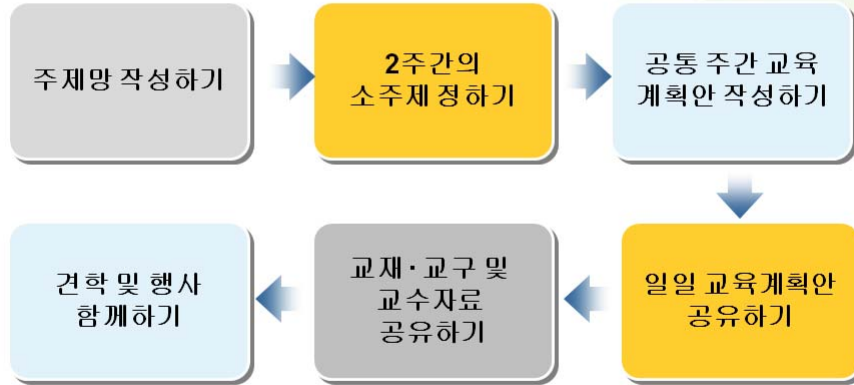 주제망 작성하기
2주간의
소주제 정하기
공통 주간 교육
계획안 작성하기
일일 교육계획안
공유하기
교재·교구 및
교수자료
공유하기
견학 및 행사
함께하기